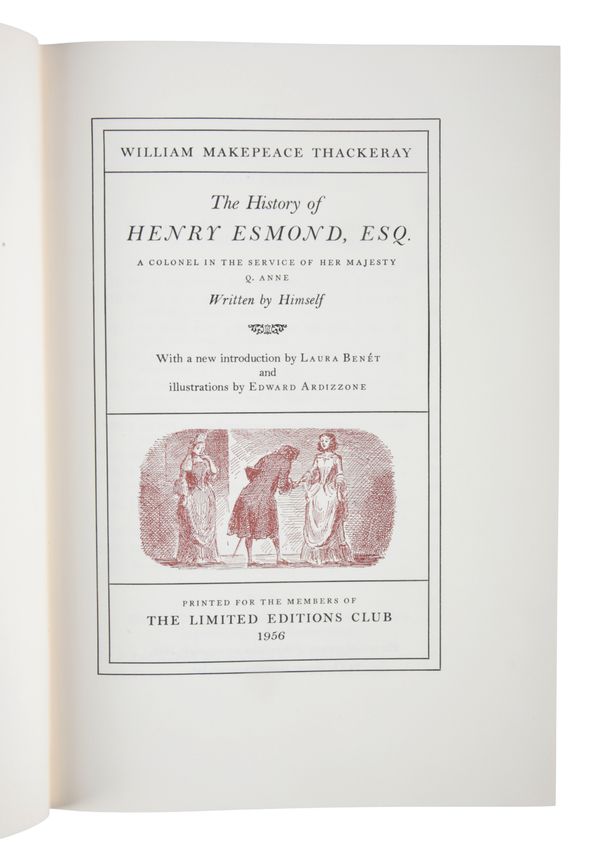 WILLIAM MAKEPEACE THACKERAY
The History of
HENRY ESMOND, ESQ.
A COLONEL IN THE SERVICE OF HER MAJESTY
Q. ANNE
Written by Himself
With a new introduction by LAURA BENÉT
and
illustrations by EDWARD ARDIZZONE
PRINTED FOR THE MEMBERS OF
THE LIMITED EDITIONS CLUB
1956